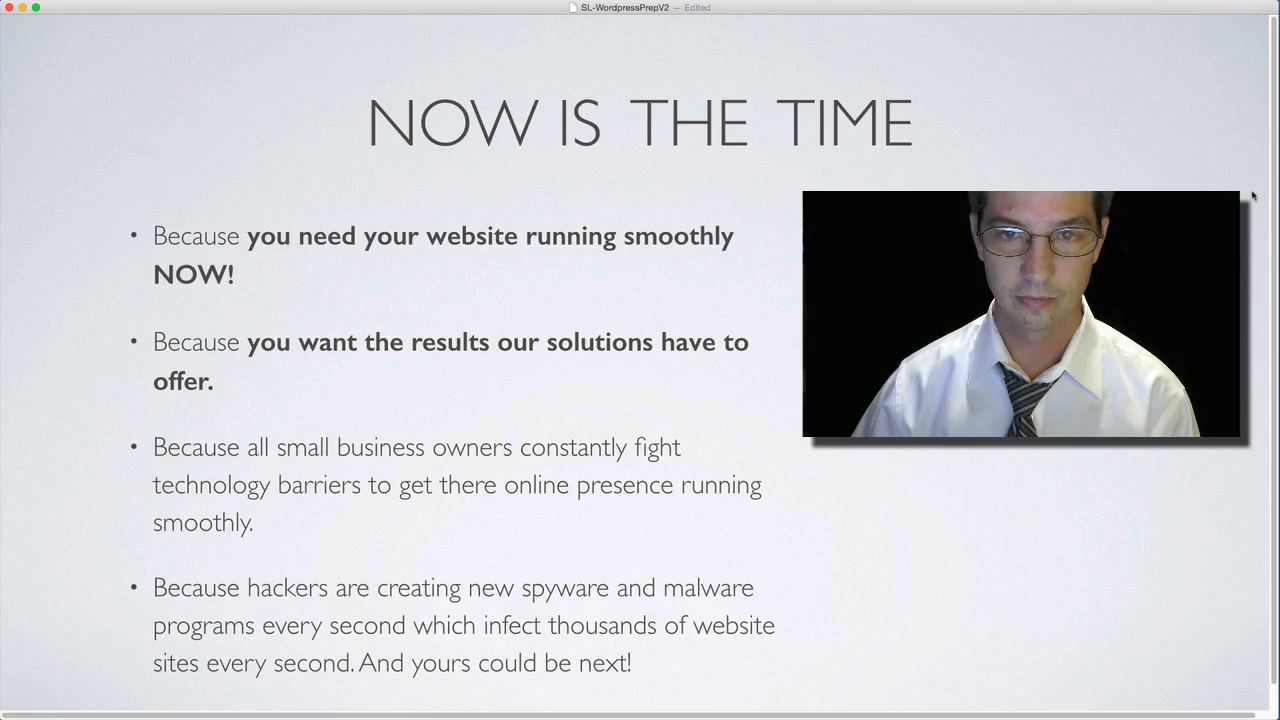 SL-WordpressPrepV2 — Edited
NOW IS THE TIME
• Because you need your website running smoothly
NOW!
• Because you want the results our solutions have to
offer.
• Because all small business owners constantly fight
technology barriers to get there online presence running
smoothly.
• Because hackers are creating new spyware and malware
programs every second which infect thousands of website
sites every second. And yours could be next!